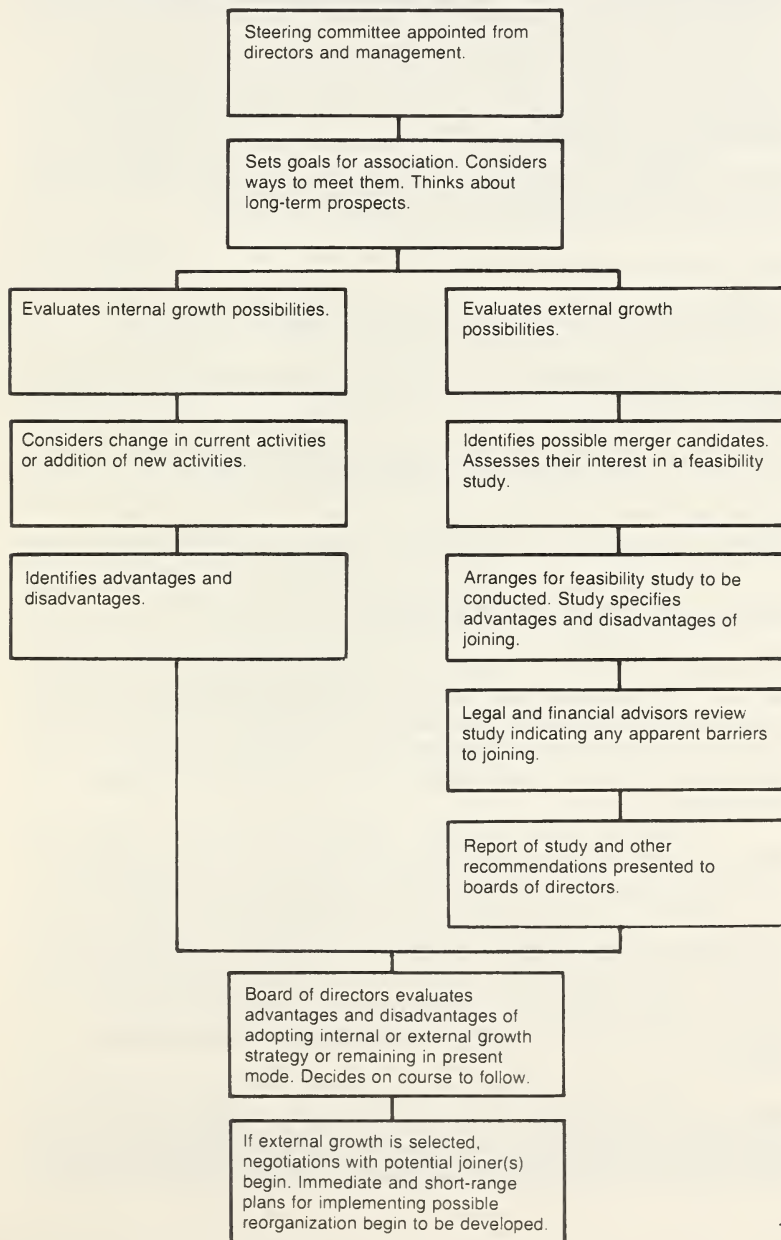 Steering committee appointed from
directors and management.
Sets goals for association. Considers
ways to meet them. Thinks about
long-term prospects.
Evaluates internal growth possibilities.
Considers change in current activities
or addition of new activities.
Identifies advantages and
disadvantages.
Evaluates external growth
possibilities.
Identifies possible merger candidates.
Assesses their interest in a feasibility
study.
Arranges for feasibility study to be
conducted. Study specifies
advantages and disadvantages of
joining.
Legal and financial advisors review
study indicating any apparent barriers
to joining.
Report of study and other
recommendations presented to
boards of directors.
Board of directors evaluates
advantages and disadvantages of
adopting internal or external growth
strategy or remaining in present
mode. Decides on course to follow.
If external growth is selected,
negotiations with potential joiner(s)
begin. Immediate and short-range
plans for implementing possible
reorganization begin to be developed.